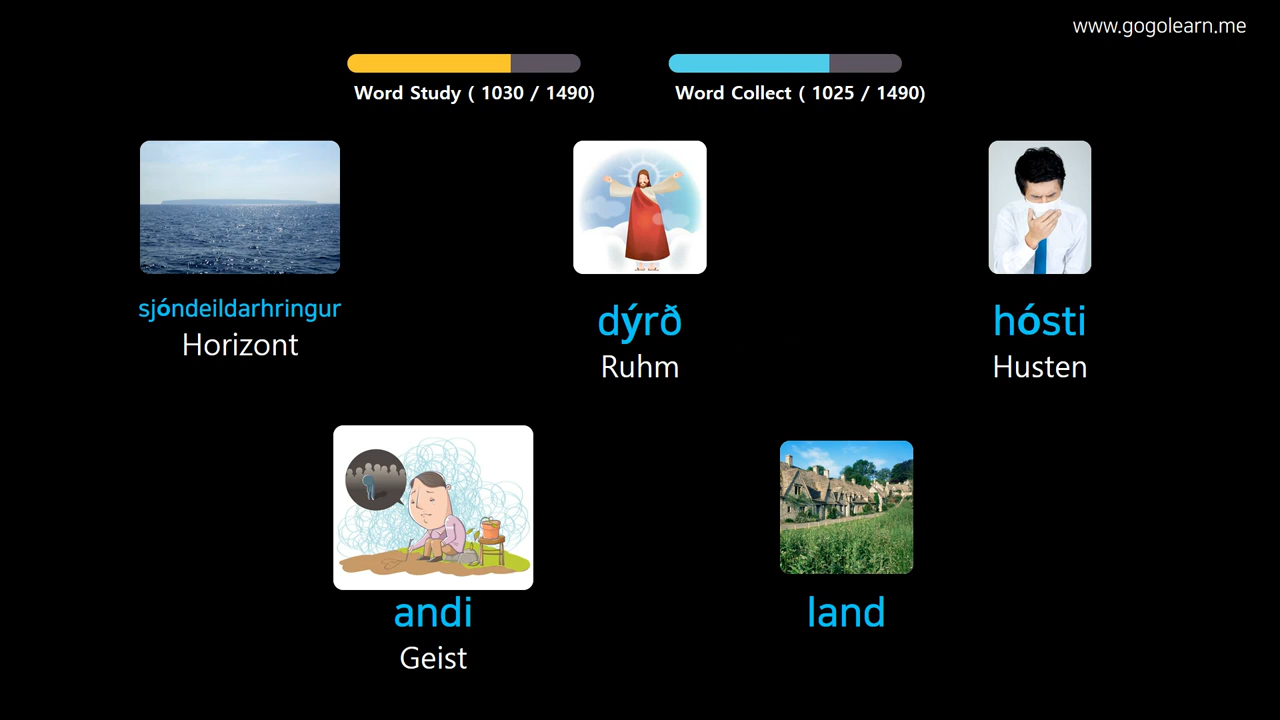 www.gogolearn.me
Word Study ( 1030 / 1490)
Word Collect ( 1025 / 1490)
sjóndeildarhringur
Horizont
dýrð
Ruhm
hósti
Husten
andi
Geist
land